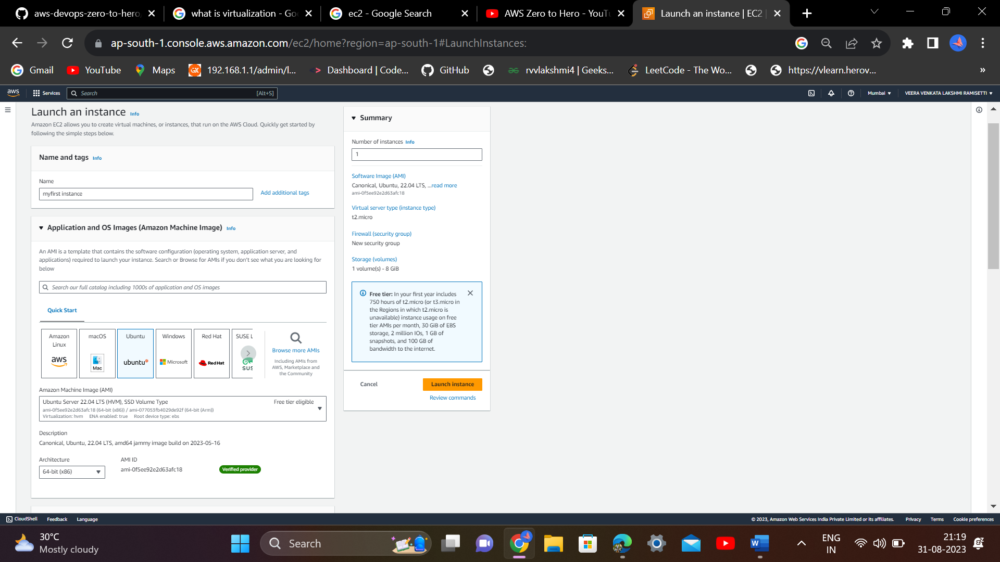 aws-devops-zero-to-hero,
what is virtualization - Go
ec2 - Google Search
AWS Zero to Hero - YouTu
Launch an instance | EC2 |
ap-south-1.console.aws.amazon.com/ec2/home?region=ap-south-1#LaunchInstances:
Gmail
YouTube
Maps
192.168.1.1/admin/l...
Dashboard | Code...
GitHub
rvvlakshmi4 | Geeks...
LeetCode - The Wo...
https://vlearn.herov...
»
aws
Services
Search
[Alt+S]
Mumbai
VEERA VENKATA LAKSHMI RAMISETTI
Launch an instance Info
Amazon EC2 allows you to create virtual machines, or instances, that run on the AWS Cloud. Quickly get started by
following the simple steps below.
Name and tags Info
Name
myfirst instance
Add additional tags
Application and OS Images (Amazon Machine Image) Info
An AMI is a template that contains the software configuration (operating system, application server, and
applications) required to launch your instance. Search or Browse for AMIs if you don't see what you are looking for
below
Search our full catalog including 1000s of application and OS images
Quick Start
Amazon
Linux
aws
macOS
Mac
Ubuntu
ubuntu
Windows
Microsoft
Red Hat
Red Hat
SUSE L
SUS
Browse more AMIs
Including AMIs from
AWS, Marketplace and
the Community
Amazon Machine Image (AMI)
Ubuntu Server 22.04 LTS (HVM), SSD Volume Type
Free tier eligible
ami-0f5ee92e2d63afc18 (64-bit (x86)) / ami-077053fb4029de92f (64-bit (Arm))
Virtualization: hvm ENA enabled: true Root device type: ebs
Description
Canonical, Ubuntu, 22.04 LTS, amd64 jammy image build on 2023-05-16
Architecture
64-bit (x86)
AMI ID
ami-0f5ee92e2d63afc18
Verified provider
Summary
Number of instances Info
1
Software Image (AMI)
Canonical, Ubuntu, 22.04 LTS, ...read more
ami-0f5ee92e2d63afc18
Virtual server type (instance type)
t2.micro
Firewall (security group)
New security group
Storage (volumes)
1 volume(s) - 8 GiB
Free tier: In your first year includes
750 hours of t2.micro (or t3.micro in
the Regions in which t2.micro is
unavailable) instance usage on free
tier AMIs per month, 30 GiB of EBS
storage, 2 million IOs, 1 GB of
snapshots, and 100 GB of
bandwidth to the internet.
Cancel
Launch instance
Review commands
CloudShell
Feedback
Language
© 2023, Amazon Web Services India Private Limited or its affiliates.
Privacy
Terms
Cookie preferences
30°C
Mostly cloudy
Search
ENG
IN
21:19
31-08-2023